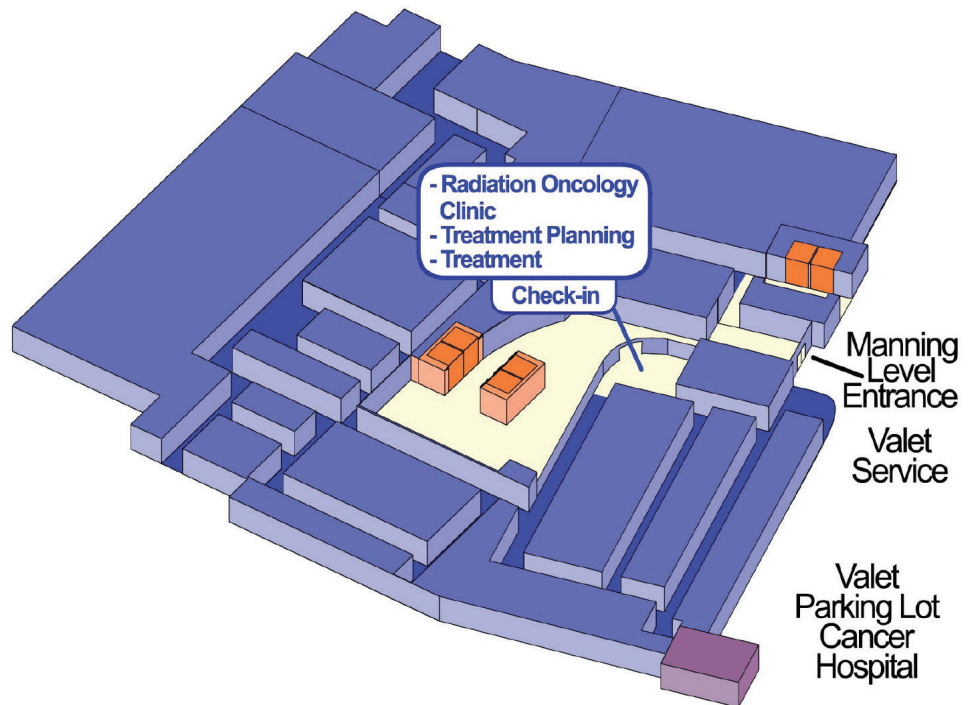 - Radiation Oncology
Clinic
- Treatment Planning
- Treatment
Check-in
Manning
Level
Entrance
Valet
Service
Valet
Parking Lot
Cancer
Hospital